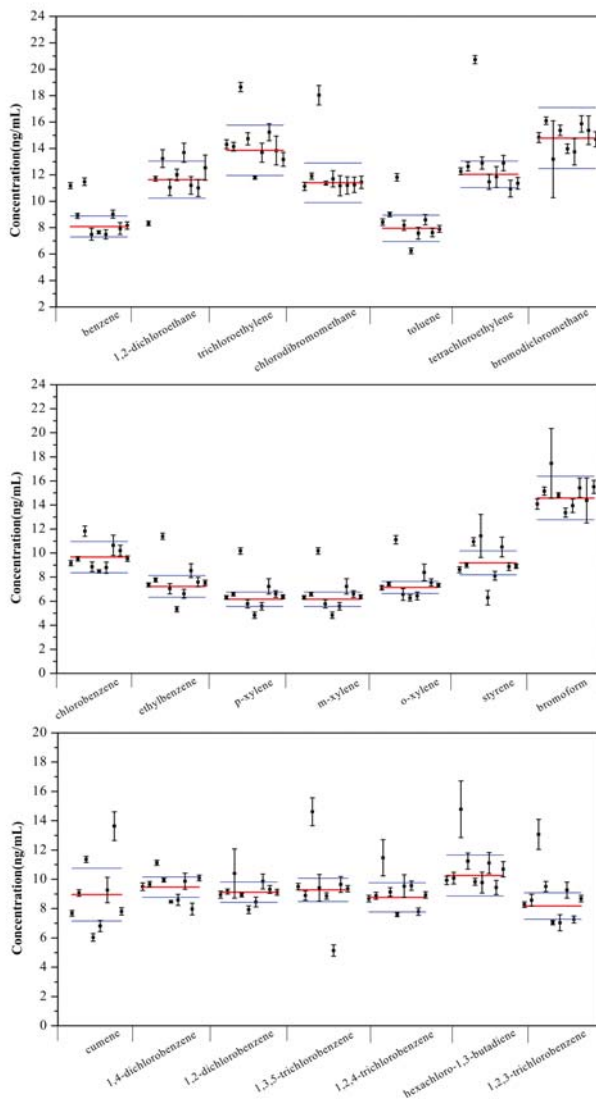 24
22
20
18
16
14
12
10
8
6
4
2
Concentration(ng/mL)
benzene
1,2-dichloroethane
trichloroethylene
chlorodibromomethane
toluene
tetrachloroethylene
bromodicloromethane
24
22
20
18
16
14
12
10
8
6
4
2
0
Concentration(ng/mL)
chlorobenzene
ethylbenzene
p-xylene
m-xylene
o-xylene
styrene
bromoform
20
18
16
14
12
10
8
6
4
2
0
Concentration(ng/mL)
cumene
1,4-dichlorobenzene
1,2-dichlorobenzene
1,3,5-trichlorobenzene
1,2,4-trichlorobenzene
hexachloro-1,3-butadiene
1,2,3-trichlorobenzene